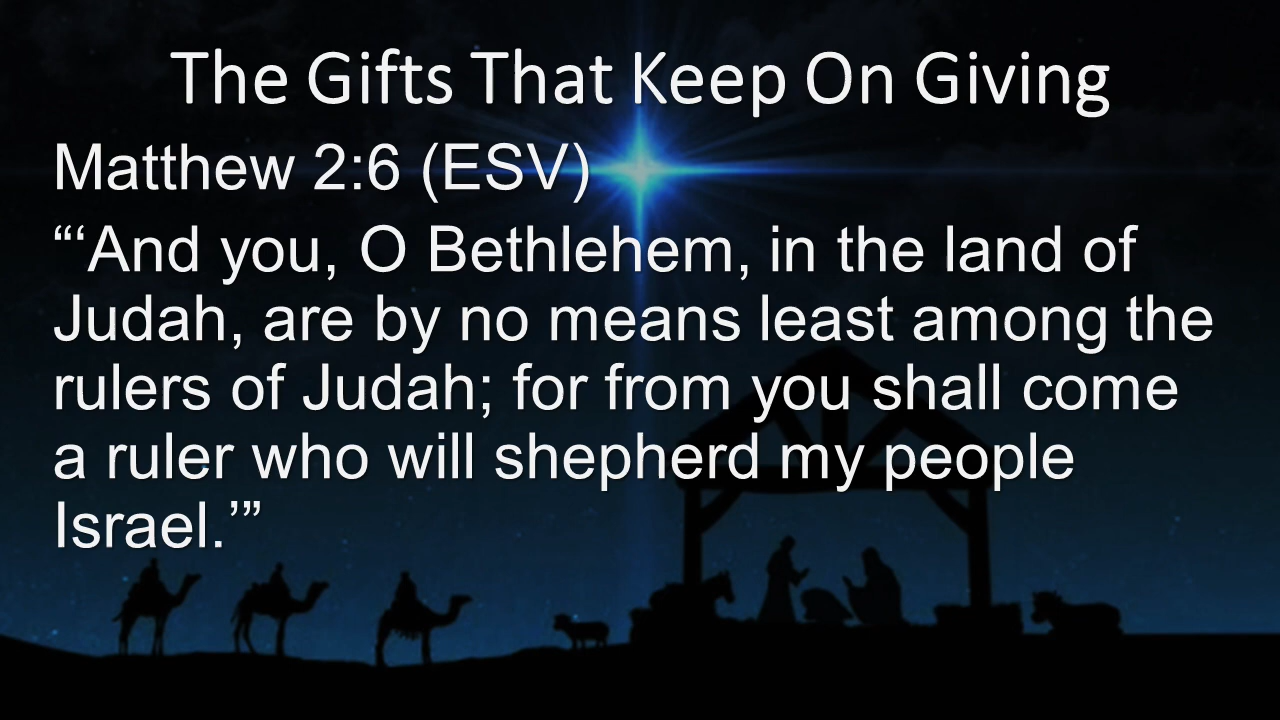 The Gifts That Keep On Giving
Matthew 2:6 (ESV)
“‘And you, O Bethlehem, in the land of
Judah, are by no means least among the
rulers of Judah; for from you shall come
a ruler who will shepherd my people
Israel.’”